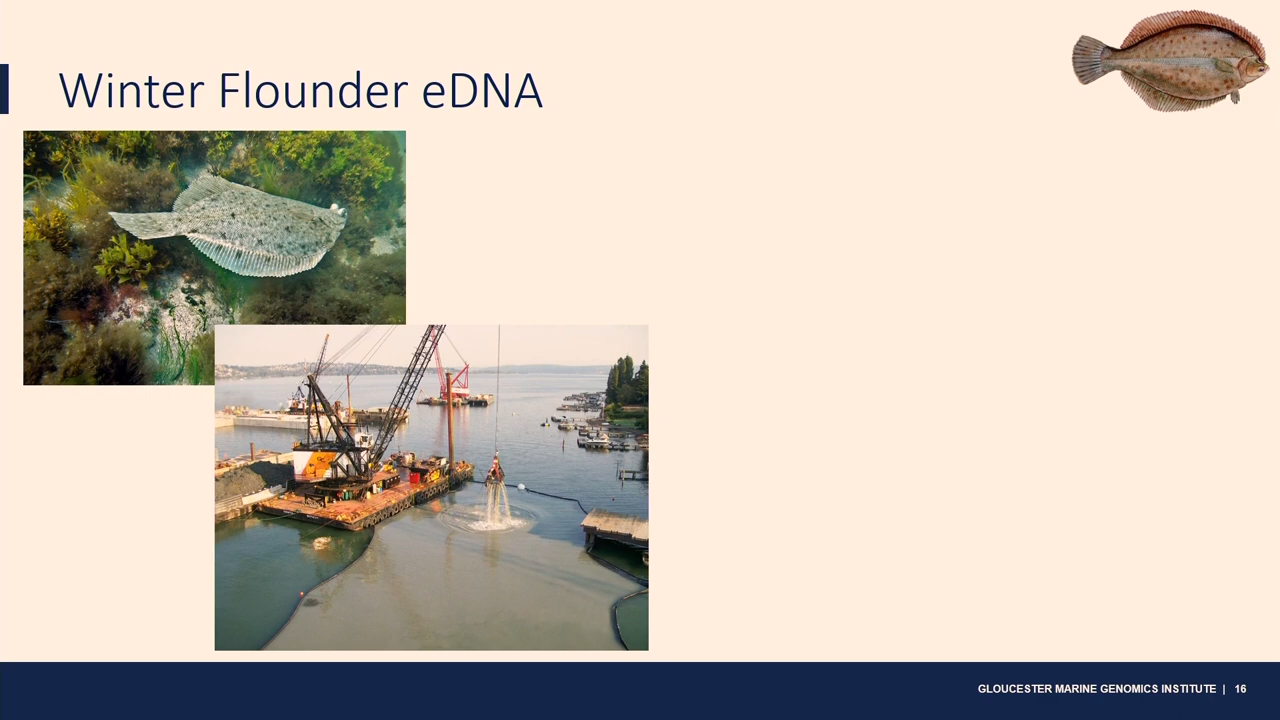 Winter Flounder eDNA
GLOUCESTER MARINE GENOMICS INSTITUTE | 16